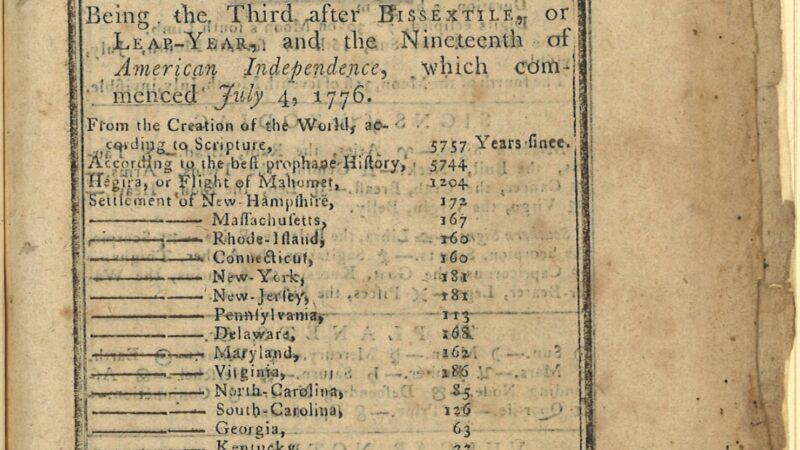 Being the Third after BISSEXTILE, or
LEAP-YEAR, and the Nineteenth of
American Independence, which com-
menced July 4, 1776.
From the Creation of the World, ac-
cording to Scripture, 5757 Years since.
According to the beſt prophane Hiſtory, 5744
Hegira, or Flight of Mahomet, 1204
Settlement of New-Hampſhire, 172
——— Maſſachuſetts, 167
——— Rhode-Iſland, 160
——— Connecticut, 160
——— New-York, 181
——— New-Jerſey, 181
——— Pennſylvania, 113
——— Delaware, 168
——— Maryland, 162
——— Virginia, 186
——— North-Carolina, 85
——— South-Carolina, 126
——— Georgia, 63
——— Kentucky,